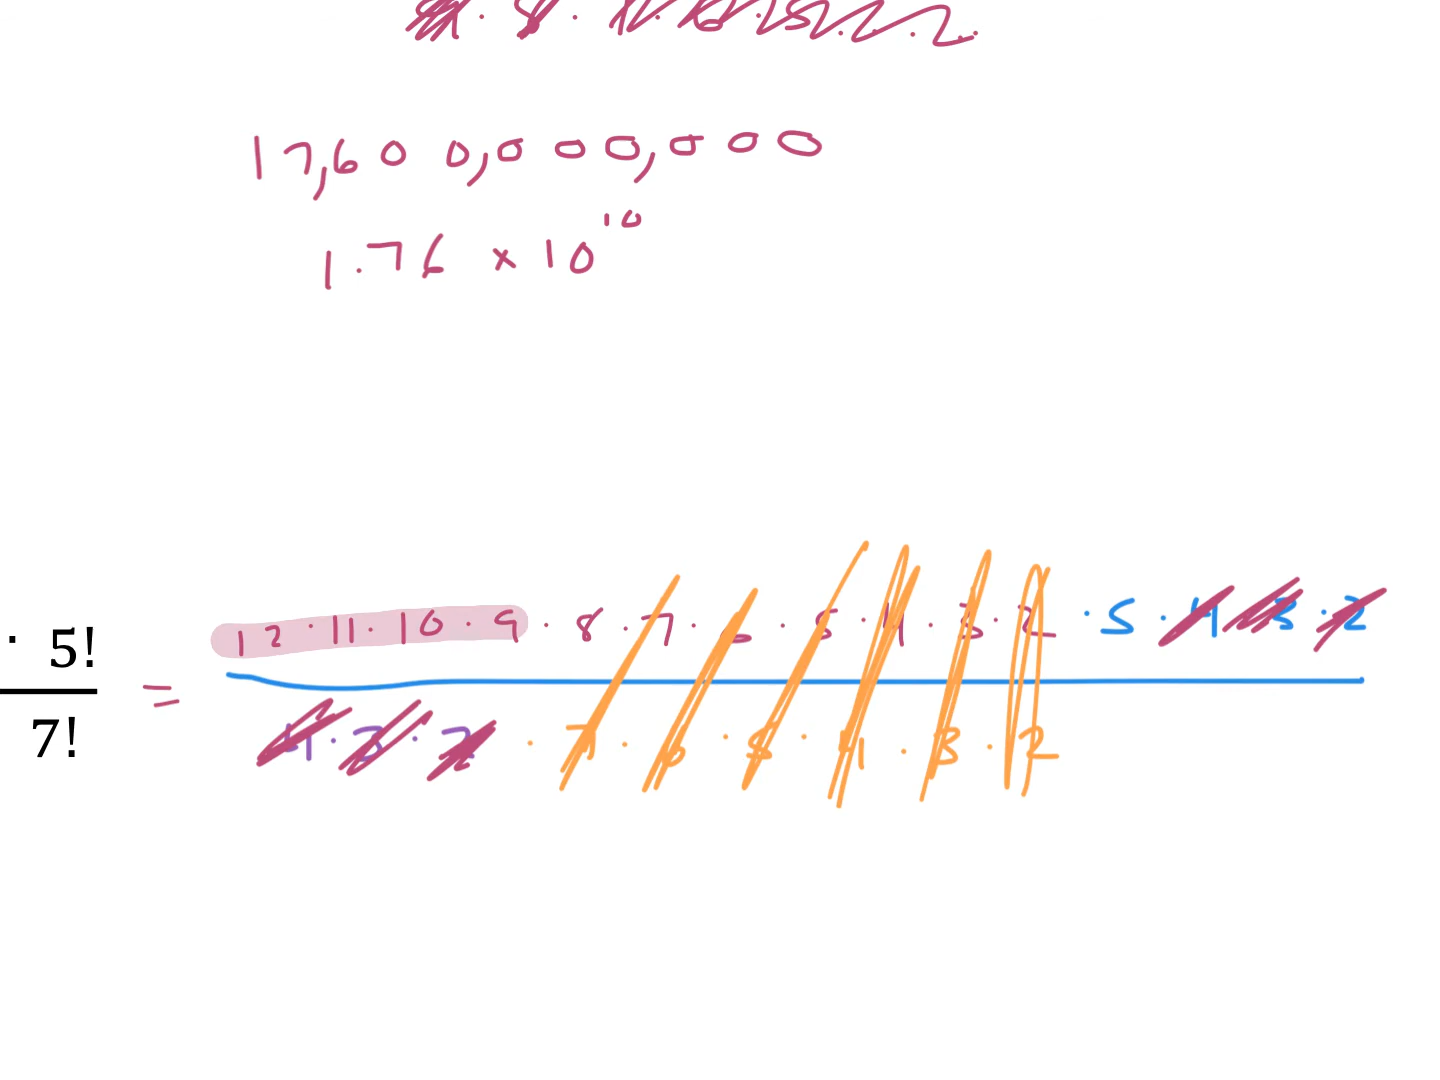 17,600,000,000
1.76 x 10¹⁰
· 5!
7!
= 12 · 11 · 10 · 9 · 8 · 7 · 6 · 5 · 4 · 3 · 2 · 5 · 4 · 3 · 2
4 · 3 · 2 · 7 · 6 · 5 · 4 · 3 · 2